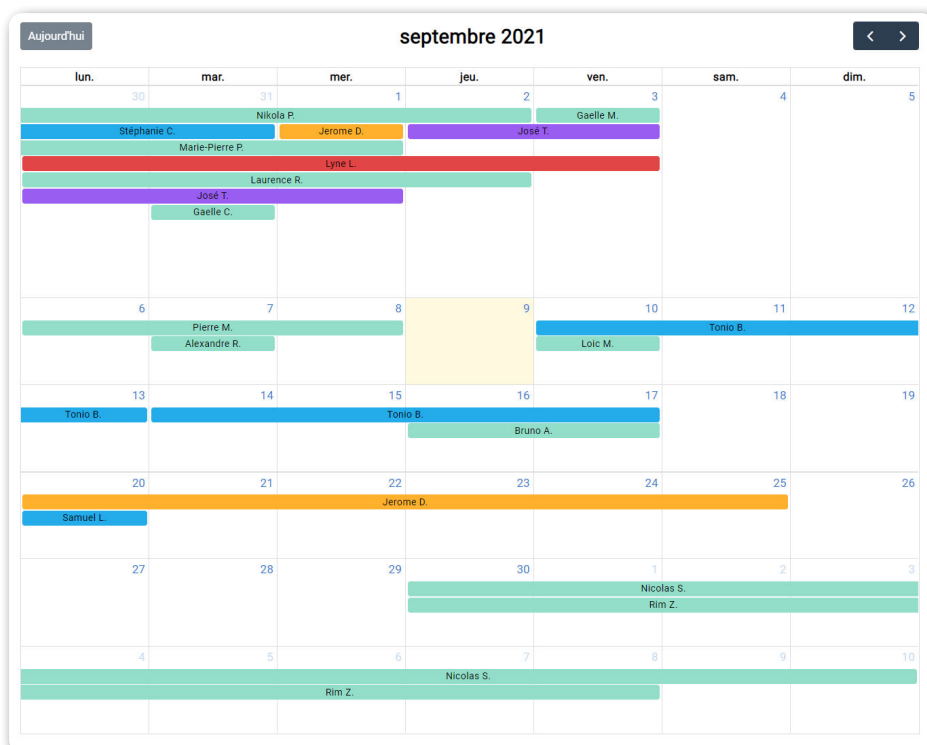 Aujourd'hui
septembre 2021
lun. mar. mer. jeu. ven. sam. dim.
30 31 1 2 3 4 5
Nikola P. Gaelle M.
Stéphanie C. Jerome D. José T.
Marie-Pierre P.
Lyne L.
Laurence R.
José T.
Gaelle C.
6 7 8 9 10 11 12
Pierre M. Tonio B.
Alexandre R. Loic M.
13 14 15 16 17 18 19
Tonio B. Tonio B.
Bruno A.
20 21 22 23 24 25 26
Jerome D.
Samuel L.
27 28 29 30 1 2 3
Nicolas S.
Rim Z.
4 5 6 7 8 9 10
Nicolas S.
Rim Z.